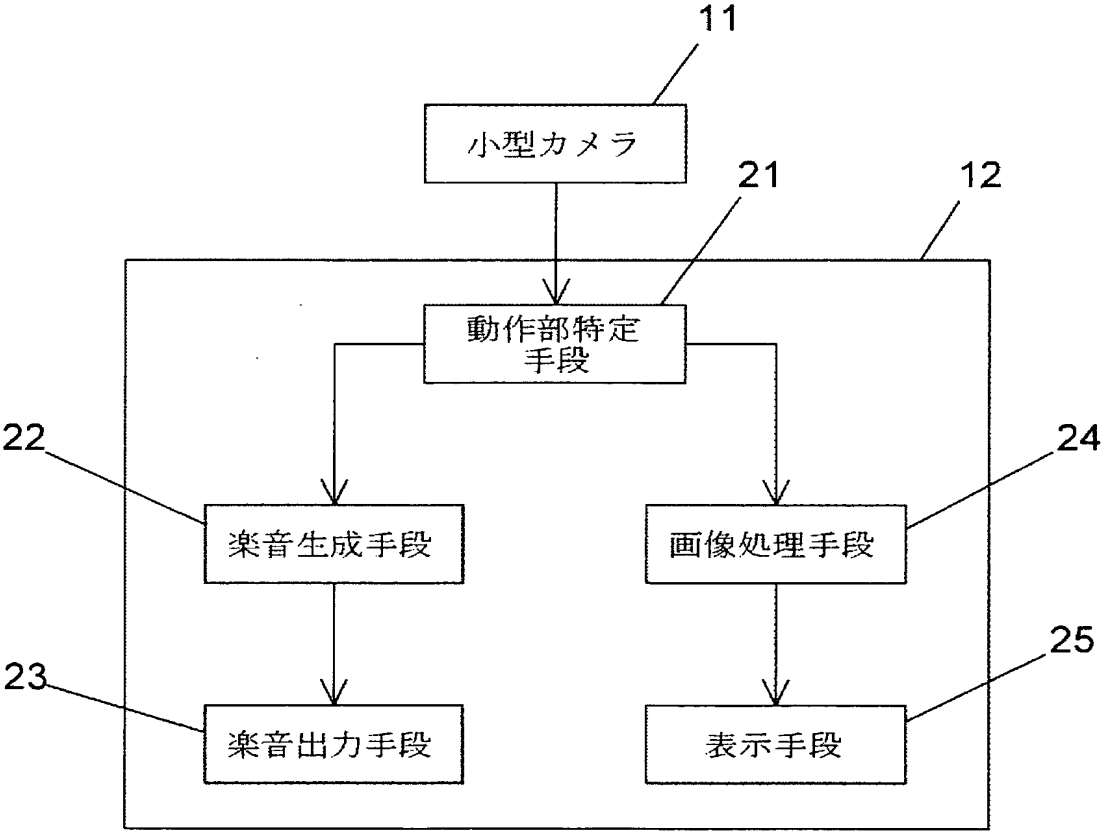 11
小型カメラ
21
12
動作部特定
手段
22
24
楽音生成手段
画像処理手段
23
25
楽音出力手段
表示手段